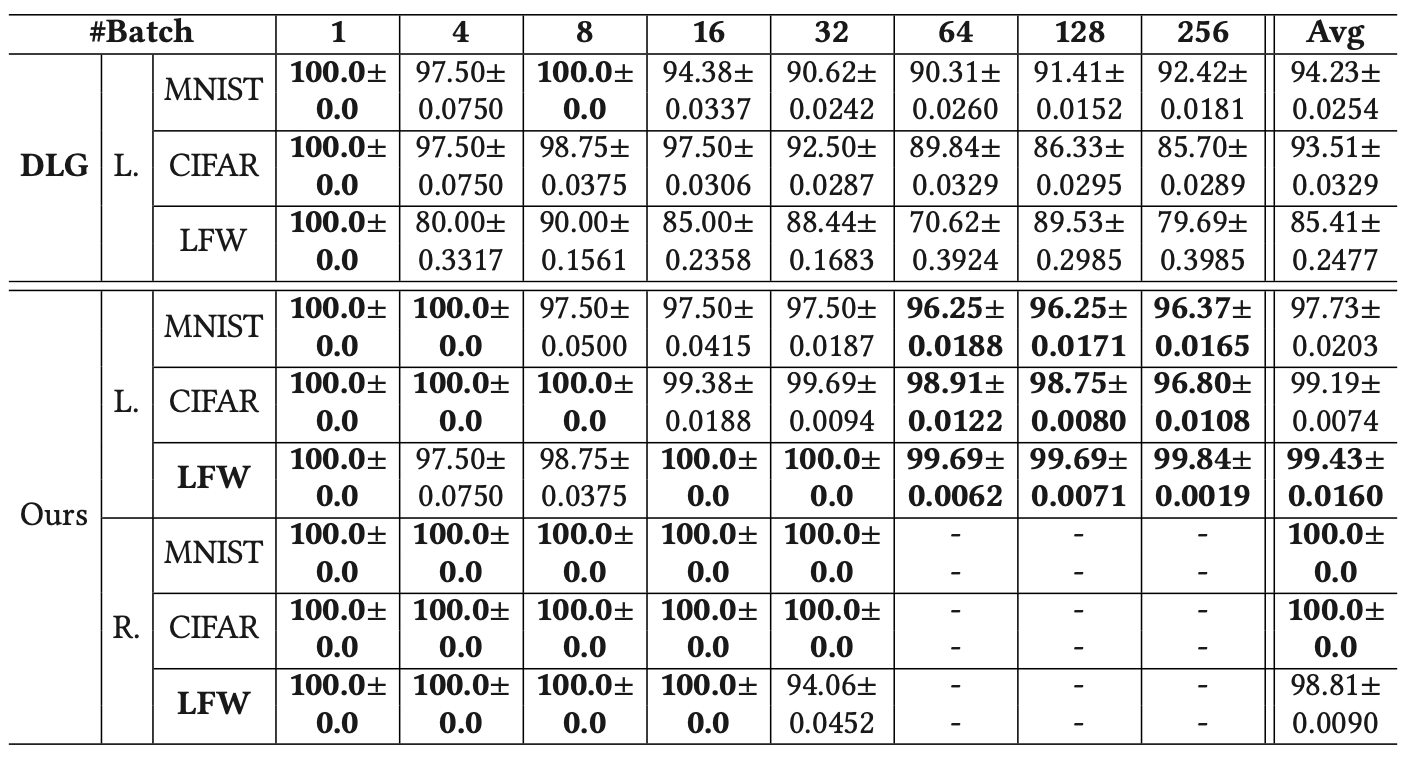 #Batch 1 4 8 16 32 64 128 256 Avg
DLG L. MNIST 100.0± 97.50± 100.0± 94.38± 90.62± 90.31± 91.41± 92.42± 94.23±
0.0 0.0750 0.0 0.0337 0.0242 0.0260 0.0152 0.0181 0.0254
CIFAR 100.0± 97.50± 98.75± 97.50± 92.50± 89.84± 86.33± 85.70± 93.51±
0.0 0.0750 0.0375 0.0306 0.0287 0.0329 0.0295 0.0289 0.0329
LFW 100.0± 80.00± 90.00± 85.00± 88.44± 70.62± 89.53± 79.69± 85.41±
0.0 0.3317 0.1561 0.2358 0.1683 0.3924 0.2985 0.3985 0.2477
Ours L. MNIST 100.0± 100.0± 97.50± 97.50± 97.50± 96.25± 96.25± 96.37± 97.73±
0.0 0.0 0.0500 0.0415 0.0187 0.0188 0.0171 0.0165 0.0203
CIFAR 100.0± 100.0± 100.0± 99.38± 99.69± 98.91± 98.75± 96.80± 99.19±
0.0 0.0 0.0 0.0188 0.0094 0.0122 0.0080 0.0108 0.0074
LFW 100.0± 97.50± 98.75± 100.0± 100.0± 99.69± 99.69± 99.84± 99.43±
0.0 0.0750 0.0375 0.0 0.0 0.0062 0.0071 0.0019 0.0160
R. MNIST 100.0± 100.0± 100.0± 100.0± 100.0± - - - 100.0±
0.0 0.0 0.0 0.0 0.0 - - - 0.0
CIFAR 100.0± 100.0± 100.0± 100.0± 100.0± - - - 100.0±
0.0 0.0 0.0 0.0 0.0 - - - 0.0
LFW 100.0± 100.0± 100.0± 100.0± 94.06± - - - 98.81±
0.0 0.0 0.0 0.0 0.0452 - - - 0.0090